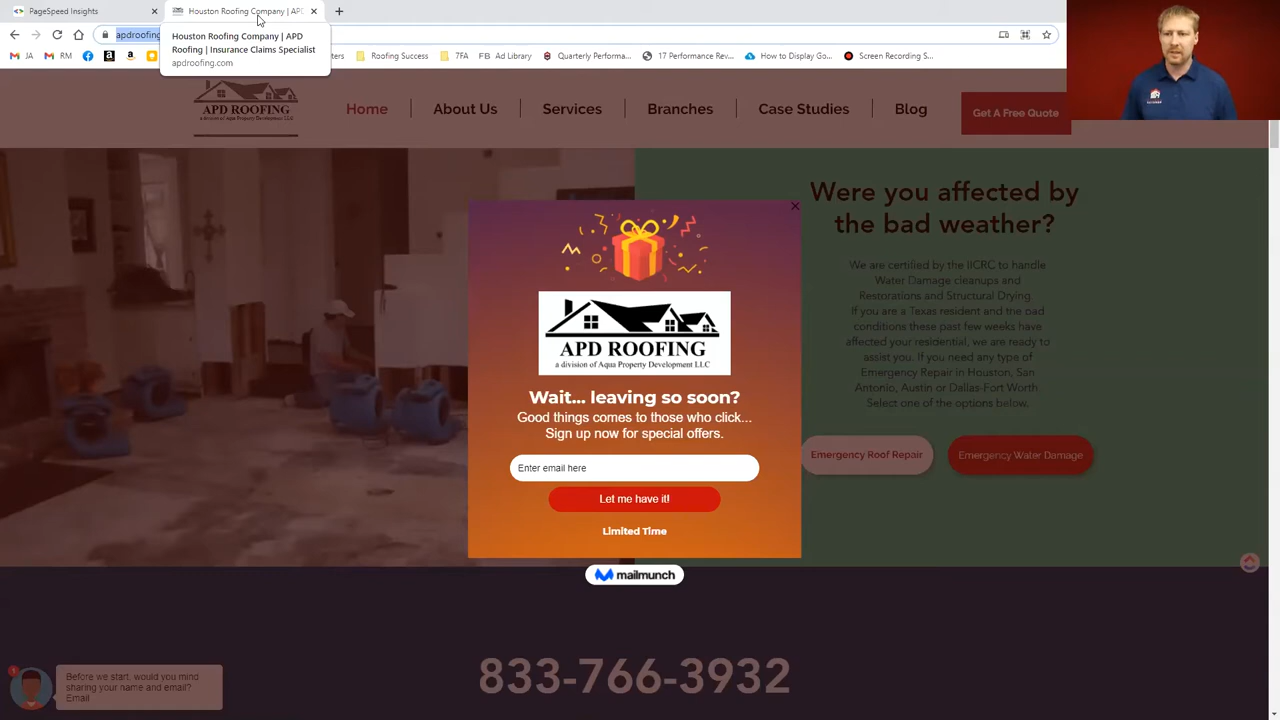 PageSpeed Insights
Houston Roofing Company | APD
apdroofing
Houston Roofing Company | APD
Roofing | Insurance Claims Specialist
apdroofing.com
JA
RM
Roofing Success
7FA
FB Ad Library
Quarterly Performa...
17 Performance Rev...
How to Display Go...
Screen Recording S...
APD ROOFING
a division of Aqua Property Development LLC
Home
About Us
Services
Branches
Case Studies
Blog
Get A Free Quote
Were you affected by
the bad weather?
We are certified by the IICRC to handle
Water Damage cleanups and
Restorations and Structural Drying.
If you are a Texas resident and the bad
conditions these past few weeks have
affected your residential, we are ready to
assist you. If you need any type of
Emergency Repair in Houston, San
Antonio, Austin or Dallas-Fort Worth
Select one of the options below.
Emergency Roof Repair
Emergency Water Damage
APD ROOFING
a division of Aqua Property Development LLC
Wait... leaving so soon?
Good things comes to those who click...
Sign up now for special offers.
Enter email here
Let me have it!
Limited Time
mailmunch
833-766-3932
1
Before we start, would you mind
sharing your name and email?
Email